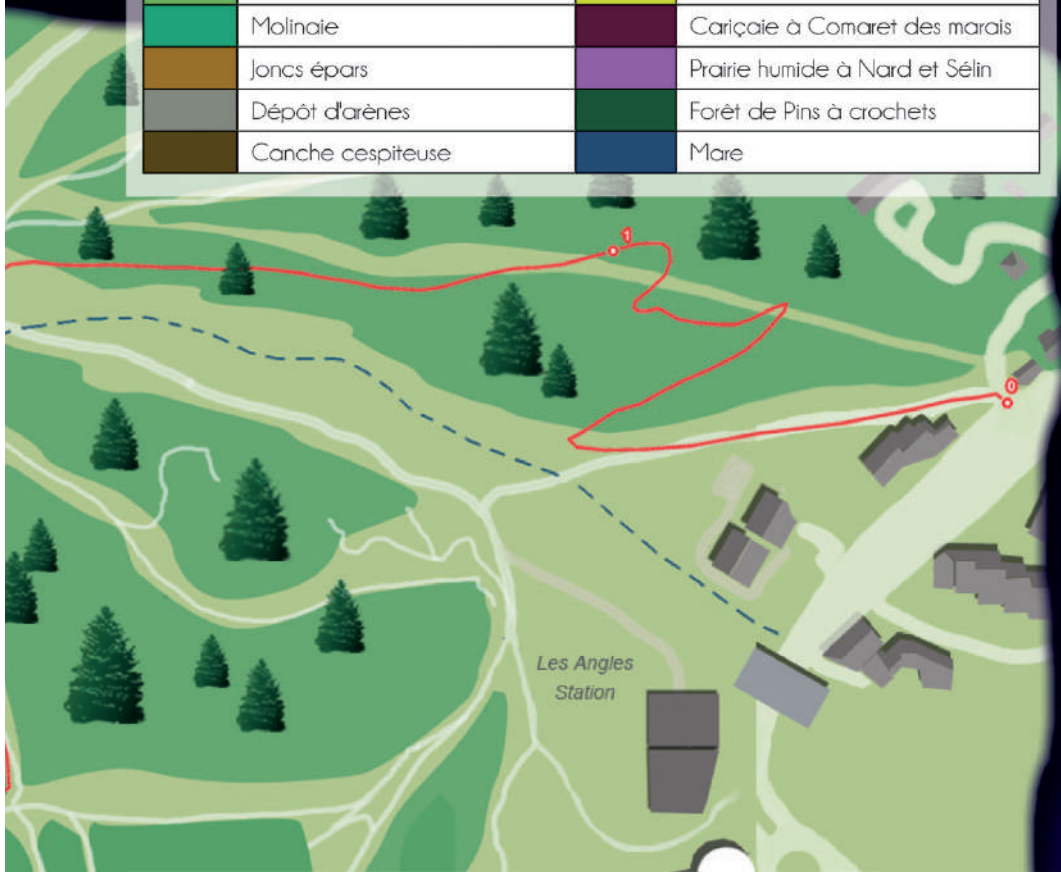 Molinaie
Cariçaie à Comaret des marais
Joncs épars
Prairie humide à Nard et Sélin
Dépôt d'arènes
Forêt de Pins à crochets
Canche cespiteuse
Mare
1
0
Les Angles
Station